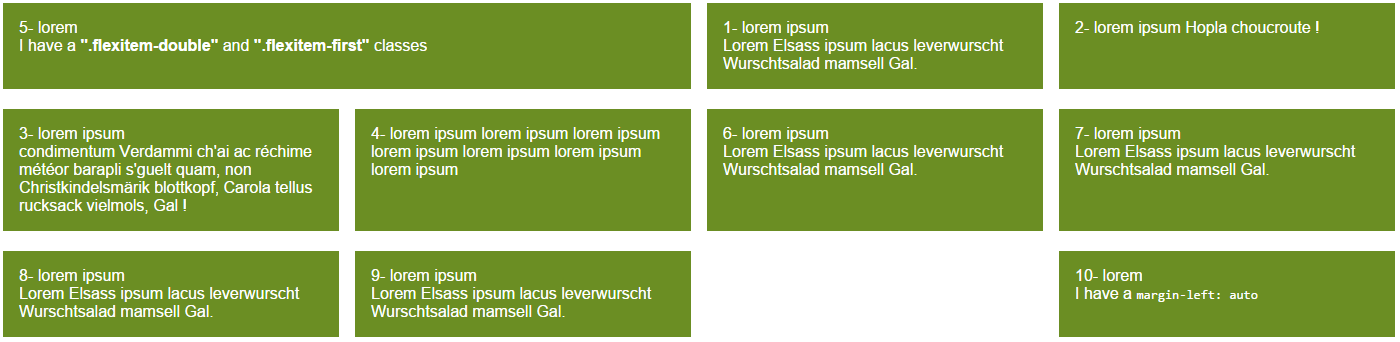 5- lorem
I have a ".flexitem-double" and ".flexitem-first" classes
1- lorem ipsum
Lorem Elsass ipsum lacus leverwurscht
Wurschtsalad mamsell Gal.
2- lorem ipsum Hopla choucroute !
3- lorem ipsum
condimentum Verdammi ch'ai ac réchime
météor barapli s'guelt quam, non
Christkindelsmärik blottkopf, Carola tellus
rucksack vielmols, Gal !
4- lorem ipsum lorem ipsum lorem ipsum
lorem ipsum lorem ipsum lorem ipsum
lorem ipsum
6- lorem ipsum
Lorem Elsass ipsum lacus leverwurscht
Wurschtsalad mamsell Gal.
7- lorem ipsum
Lorem Elsass ipsum lacus leverwurscht
Wurschtsalad mamsell Gal.
8- lorem ipsum
Lorem Elsass ipsum lacus leverwurscht
Wurschtsalad mamsell Gal.
9- lorem ipsum
Lorem Elsass ipsum lacus leverwurscht
Wurschtsalad mamsell Gal.
10- lorem
I have a margin-left: auto